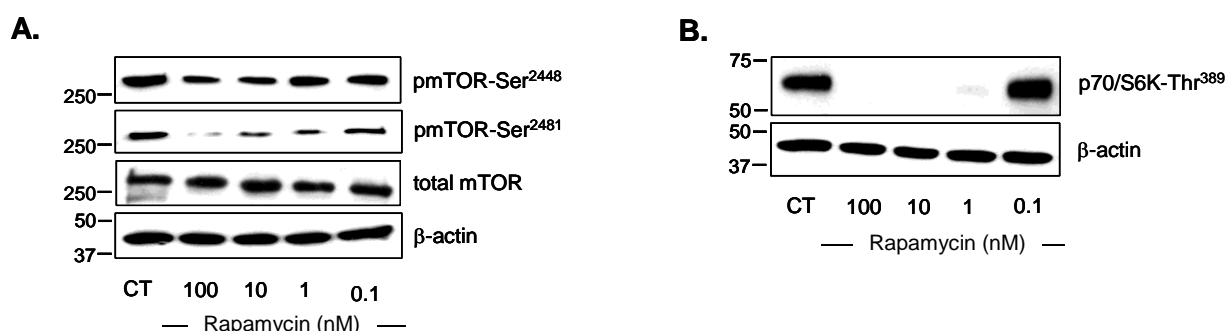 A.
250 pmTOR-Ser2448
250 pmTOR-Ser2481
250 total mTOR
50
37 β-actin
CT 100 10 1 0.1
Rapamycin (nM)
B.
75
50 p70/S6K-Thr389
50
37 β-actin
CT 100 10 1 0.1
Rapamycin (nM)